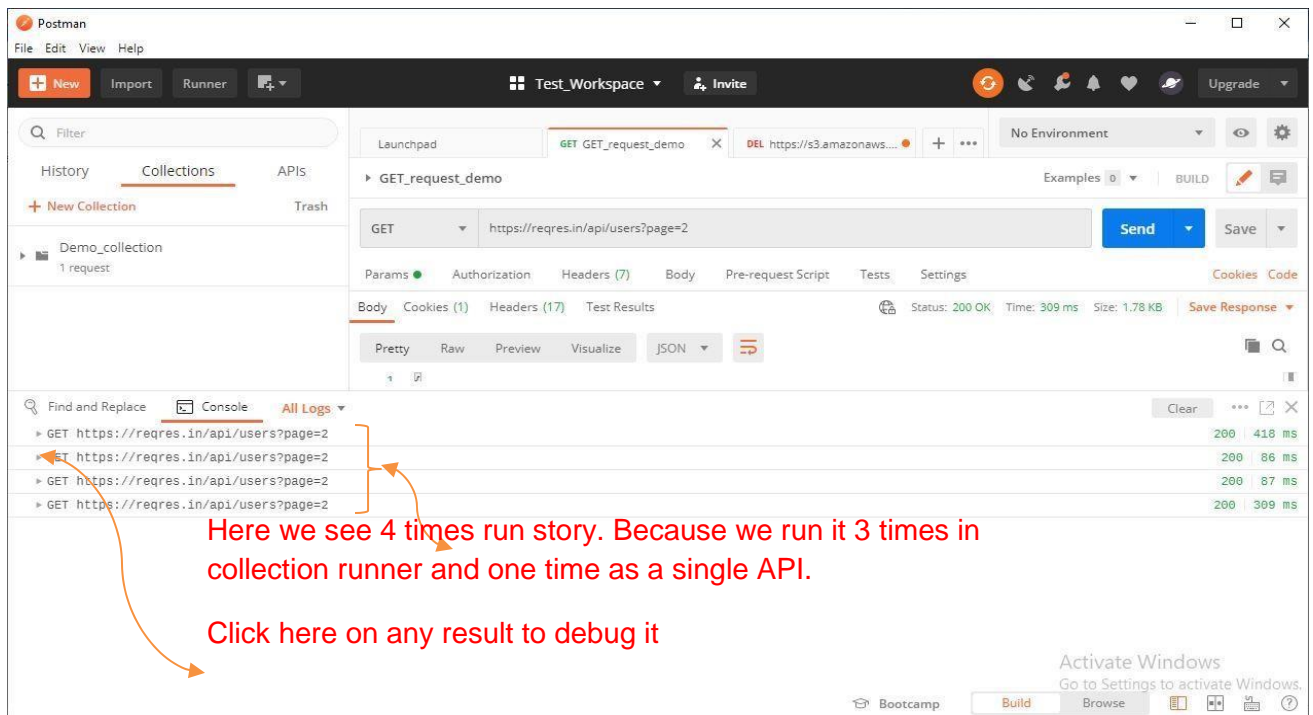 Postman
File Edit View Help
New Import Runner Test_Workspace Invite Upgrade
Filter
History Collections APIs
+ New Collection Trash
Demo_collection
1 request
Launchpad GET GET_request_demo X DEL https://s3.amazonaws.... + ••• No Environment
GET_request_demo Examples 0 BUILD
GET https://reqres.in/api/users?page=2 Send Save
Params Authorization Headers (7) Body Pre-request Script Tests Settings Cookies Code
Body Cookies (1) Headers (17) Test Results Status: 200 OK Time: 309 ms Size: 1.78 KB Save Response
Pretty Raw Preview Visualize JSON
1
Find and Replace Console All Logs Clear •••
GET https://reqres.in/api/users?page=2 200 418 ms
GET https://reqres.in/api/users?page=2 200 86 ms
GET https://reqres.in/api/users?page=2 200 87 ms
GET https://reqres.in/api/users?page=2 200 309 ms
Here we see 4 times run story. Because we run it 3 times in
collection runner and one time as a single API.
Click here on any result to debug it
Activate Windows
Go to Settings to activate Windows.
Bootcamp Build Browse